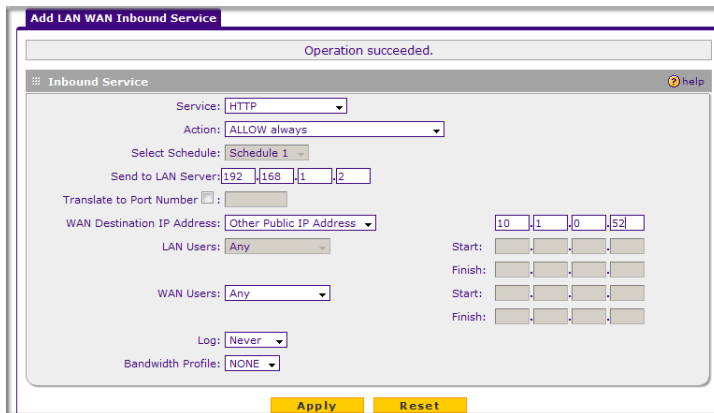 Add LAN WAN Inbound Service
Operation succeeded.
Inbound Service
? help
Service: HTTP
Action: ALLOW always
Select Schedule: Schedule 1
Send to LAN Server: 192 . 168 . 1 . 2
Translate to Port Number :
WAN Destination IP Address: Other Public IP Address 10 . 1 . 0 . 52
LAN Users: Any Start: . . .
Finish: . . .
WAN Users: Any Start: . . .
Finish: . . .
Log: Never
Bandwidth Profile: NONE
Apply Reset